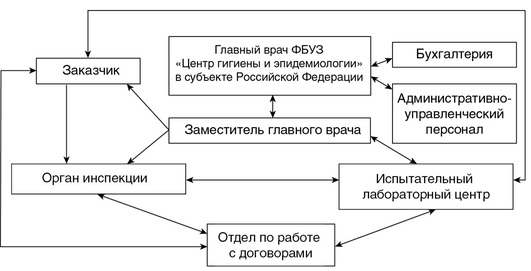 Главный врач ФБУЗ
«Центр гигиены и эпидемиологии»
в субъекте Российской Федерации
Бухгалтерия
Заказчик
Административно-
управленческий
персонал
Заместитель главного врача
Орган инспекции
Испытательный
лабораторный центр
Отдел по работе
с договорами